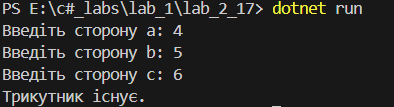 PS E:\c#_labs\lab_1\lab_2_17> dotnet run
Введіть сторону a: 4
Введіть сторону b: 5
Введіть сторону c: 6
Трикутник існує.